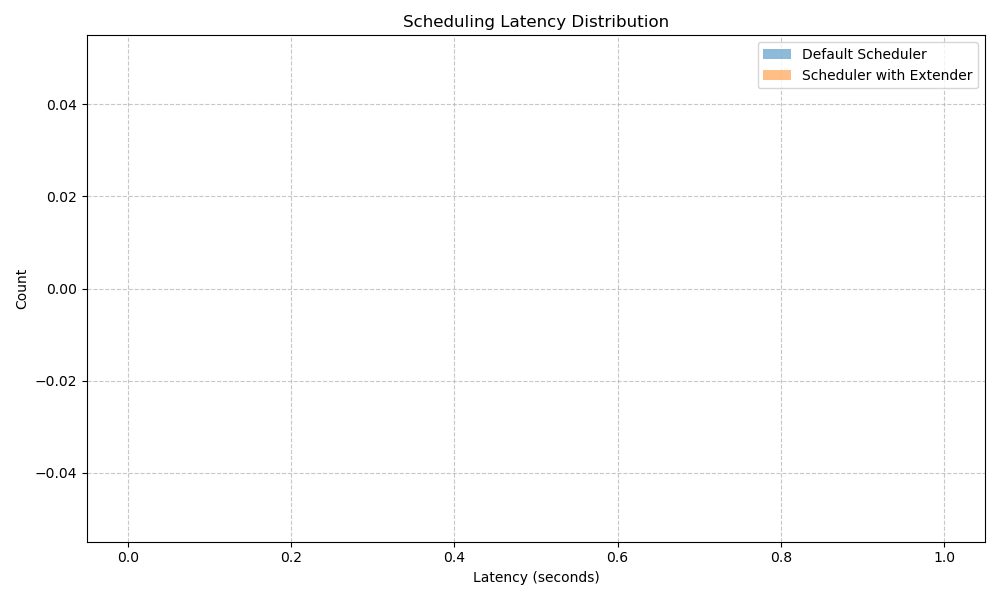 Scheduling Latency Distribution
Default Scheduler
Scheduler with Extender
0.04
0.02
0.00
−0.02
−0.04
Count
0.0 0.2 0.4 0.6 0.8 1.0
Latency (seconds)